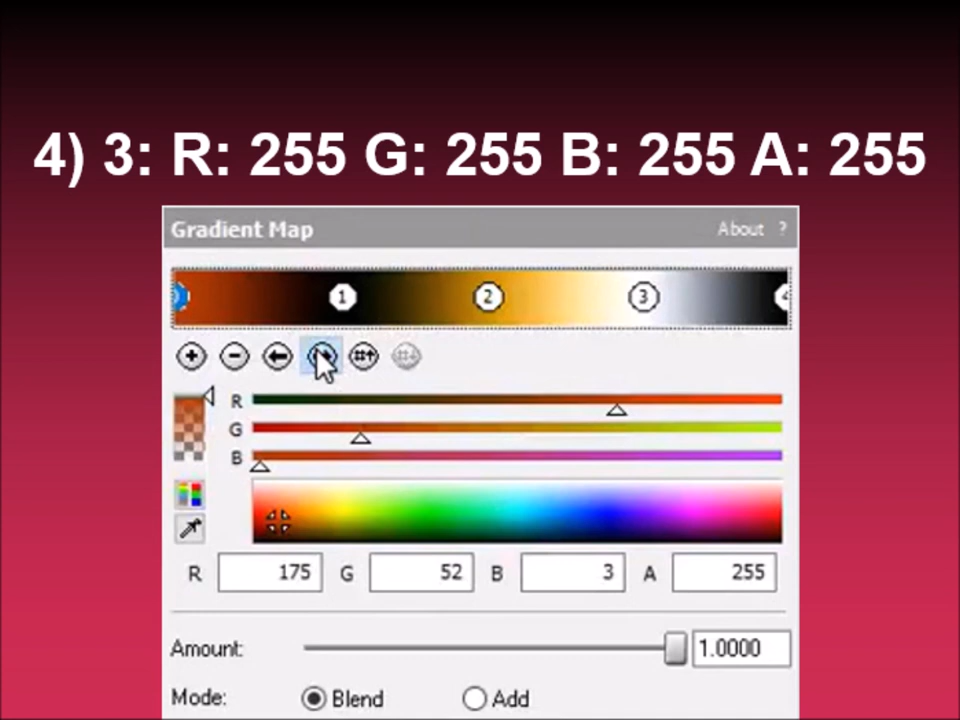 4) 3: R: 255 G: 255 B: 255 A: 255
Gradient Map About ?
1 2 3 4
R
G
B
R 175 G 52 B 3 A 255
Amount: 1.0000
Mode: Blend Add